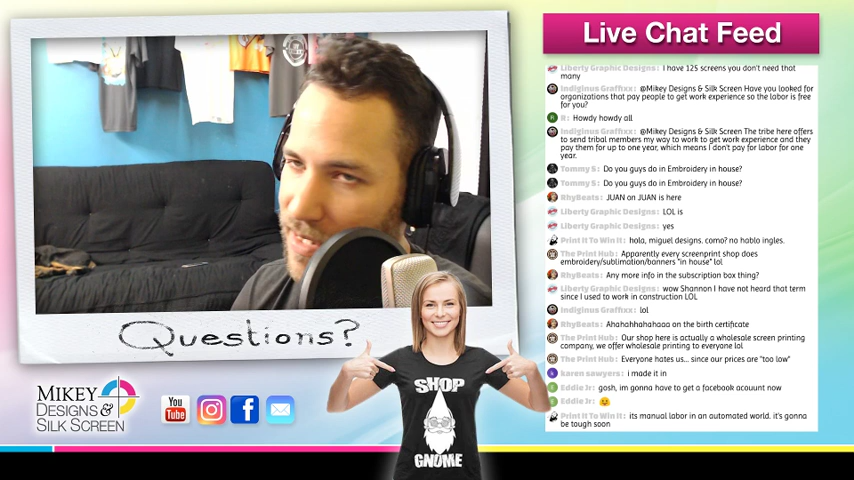 Live Chat Feed
Liberty Graphic Designs: I have 125 screens you don't need that
many
Indiginus Graffixx: @Mikey Designs & Silk Screen Have you looked for
organizations that pay people to get work experience so the labor is free
for you?
R R: Howdy howdy all
Indiginus Graffixx: @Mikey Designs & Silk Screen The tribe here offers
to send tribal members my way to work to get work experience and they
pay them for up to one year, which means I don't pay for labor for one
year.
Tommy S: Do you guys do in Embroidery in house?
Tommy S: Do you guys do in Embroidery in house?
RhyBeats: JUAN on JUAN is here
Liberty Graphic Designs: LOL is
Liberty Graphic Designs: yes
Print It To Win It: hola, miguel designs. como? no hablo ingles.
The Print Hub: Apparently every screenprint shop does
embroidery/sublimation/banners "in house" lol
RhyBeats: Any more info in the subscription box thing?
Liberty Graphic Designs: wow Shannon I have not heard that term
since I used to work in construction LOL
Indiginus Graffixx: lol
RhyBeats: Ahahahhahahaaa on the birth certificate
The Print Hub: Our shop here is actually a wholesale screen printing
company, we offer wholesale printing to everyone lol
The Print Hub: Everyone hates us... since our prices are "too low"
k karen sawyers: i made it in
E Eddie Jr: gosh, im gonna have to get a facebook acouunt now
E Eddie Jr:
Print It To Win It: its manual labor in an automated world. it's gonna
be tough soon
Questions?
MIKEY
DESIGNS &
SILK SCREEN
You
Tube
SHOP
GNOME